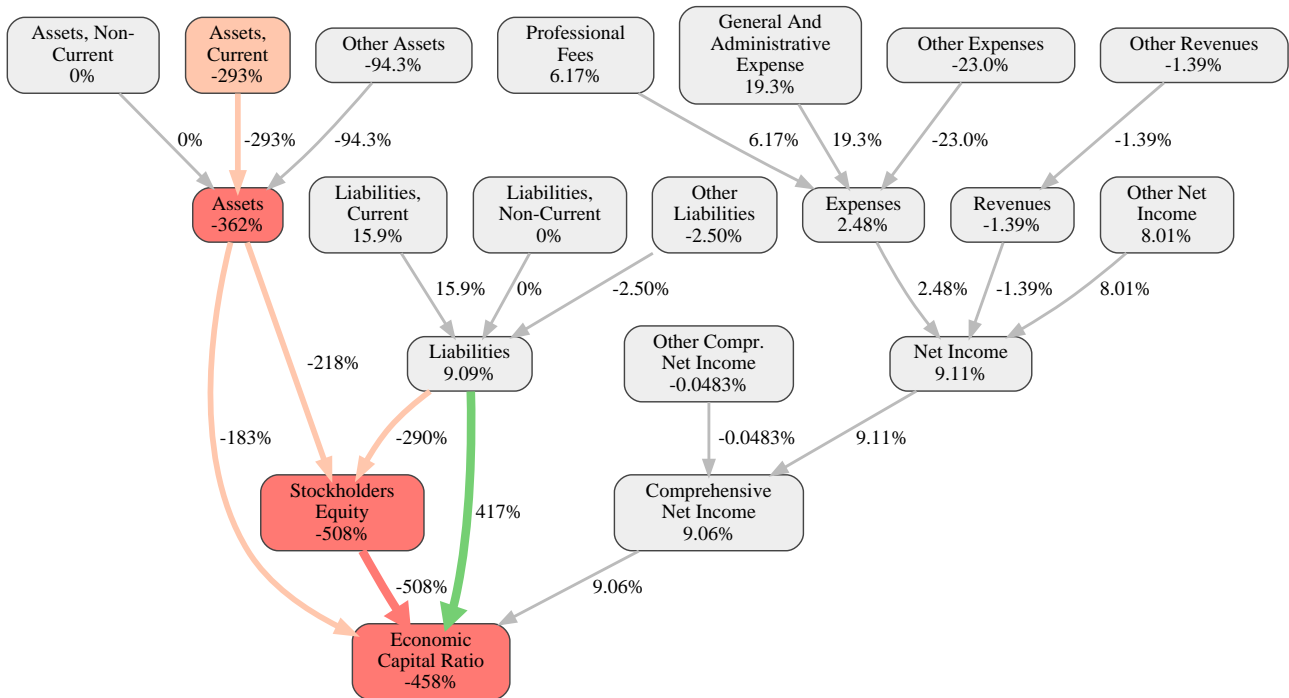 Assets, Non-
Current
0%
Assets,
Current
-293%
Other Assets
-94.3%
Professional
Fees
6.17%
General And
Administrative
Expense
19.3%
Other Expenses
-23.0%
Other Revenues
-1.39%
0%
-293%
-94.3%
6.17%
19.3%
-23.0%
-1.39%
Assets
-362%
Liabilities,
Current
15.9%
Liabilities,
Non-Current
0%
Other
Liabilities
-2.50%
Expenses
2.48%
Revenues
-1.39%
Other Net
Income
8.01%
15.9%
0%
-2.50%
2.48%
-1.39%
8.01%
Liabilities
9.09%
Other Compr.
Net Income
-0.0483%
Net Income
9.11%
-218%
-183%
-290%
-0.0483%
9.11%
Stockholders
Equity
-508%
417%
Comprehensive
Net Income
9.06%
-508%
9.06%
Economic
Capital Ratio
-458%